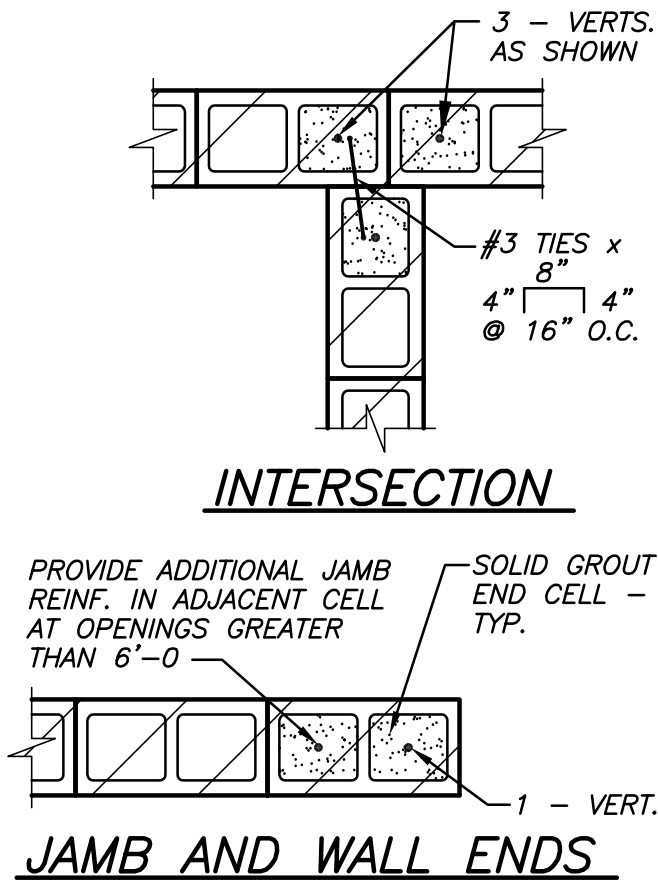 3 - VERTS.
AS SHOWN
#3 TIES x
8"
4" 4"
@ 16" O.C.
INTERSECTION
PROVIDE ADDITIONAL JAMB
REINF. IN ADJACENT CELL
AT OPENINGS GREATER
THAN 6'-0
SOLID GROUT
END CELL -
TYP.
1 - VERT.
JAMB AND WALL ENDS